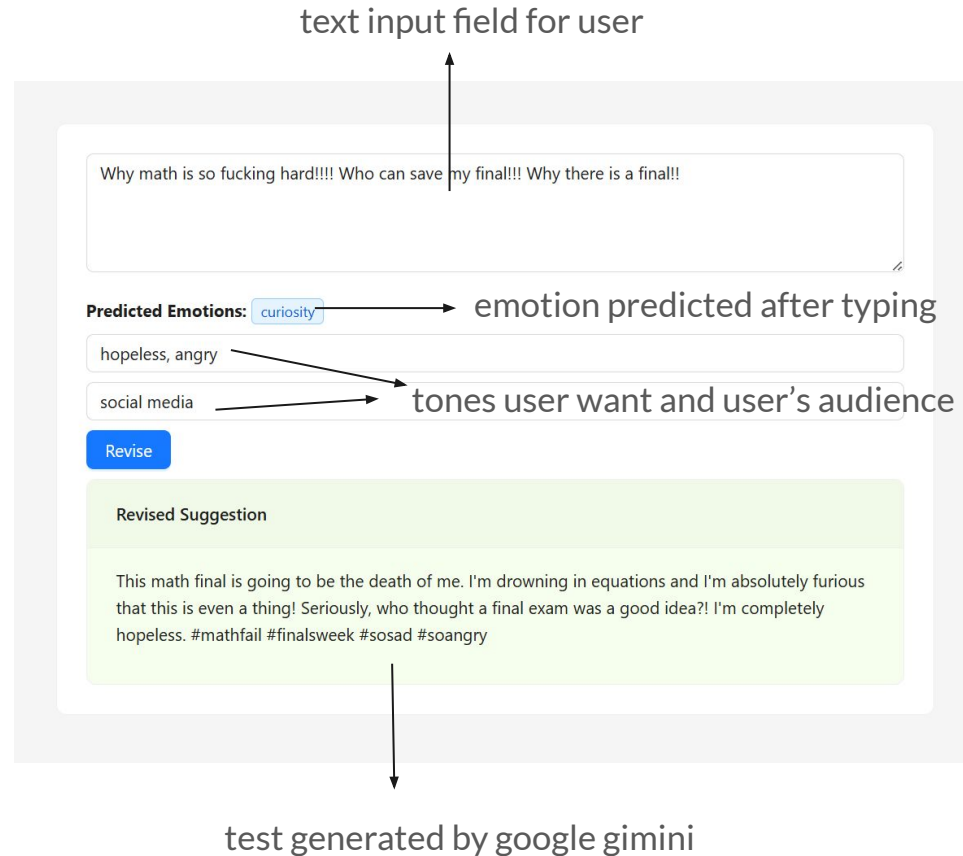 text input field for user
Why math is so fucking hard!!!! Who can save my final!!! Why there is a final!!
Predicted Emotions: curiosity
emotion predicted after typing
hopeless, angry
social media
tones user want and user's audience
Revise
Revised Suggestion
This math final is going to be the death of me. I'm drowning in equations and I'm absolutely furious
that this is even a thing! Seriously, who thought a final exam was a good idea?! I'm completely
hopeless. #mathfail #finalsweek #sosad #soangry
test generated by google gimini